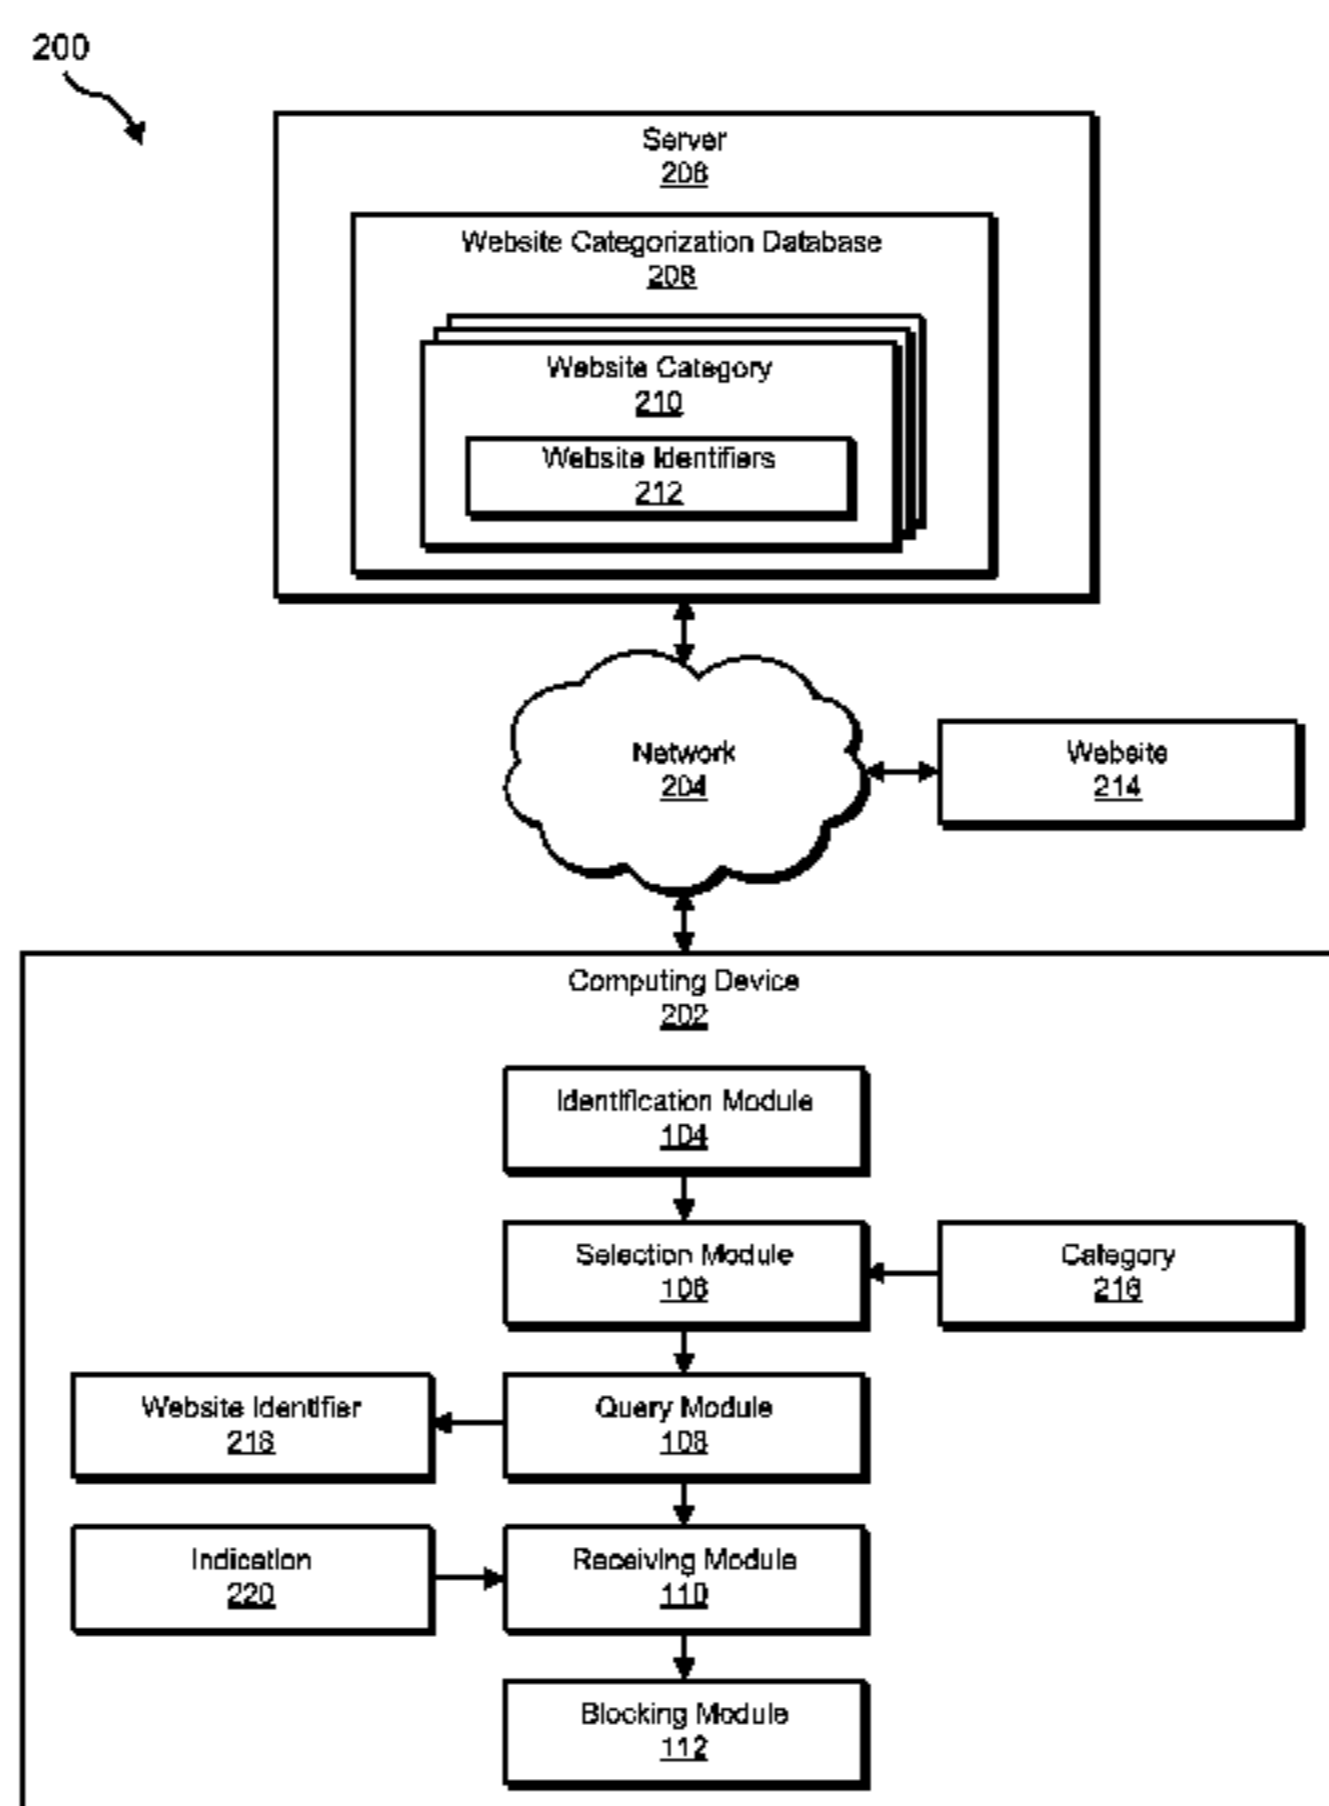 200
Server
206
Website Categorization Database
208
Website Category
210
Website Identifiers
212
Network
204
Website
214
Computing Device
202
Identification Module
104
Selection Module
106
Category
216
Website Identifier
218
Query Module
108
Indication
220
Receiving Module
110
Blocking Module
112